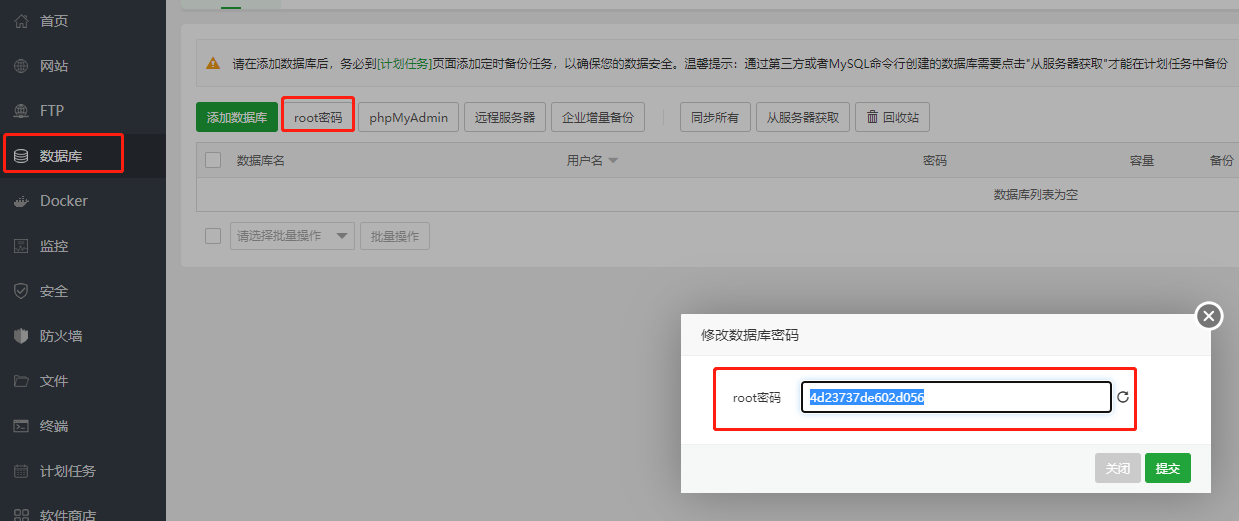 首页
网站
FTP
数据库
Docker
监控
安全
防火墙
文件
终端
计划任务
软件商店
请在添加数据库后，务必到[计划任务]页面添加定时备份任务，以确保您的数据安全。温馨提示：通过第三方或者MySQL命令行创建的数据库需要点击"从服务器获取"才能在计划任务中备份
添加数据库 root密码 phpMyAdmin 远程服务器 企业增量备份 同步所有 从服务器获取 回收站
数据库名 用户名 密码 容量 备份
数据库列表为空
请选择批量操作 批量操作
修改数据库密码
root密码 4d23737de602d056
关闭 提交